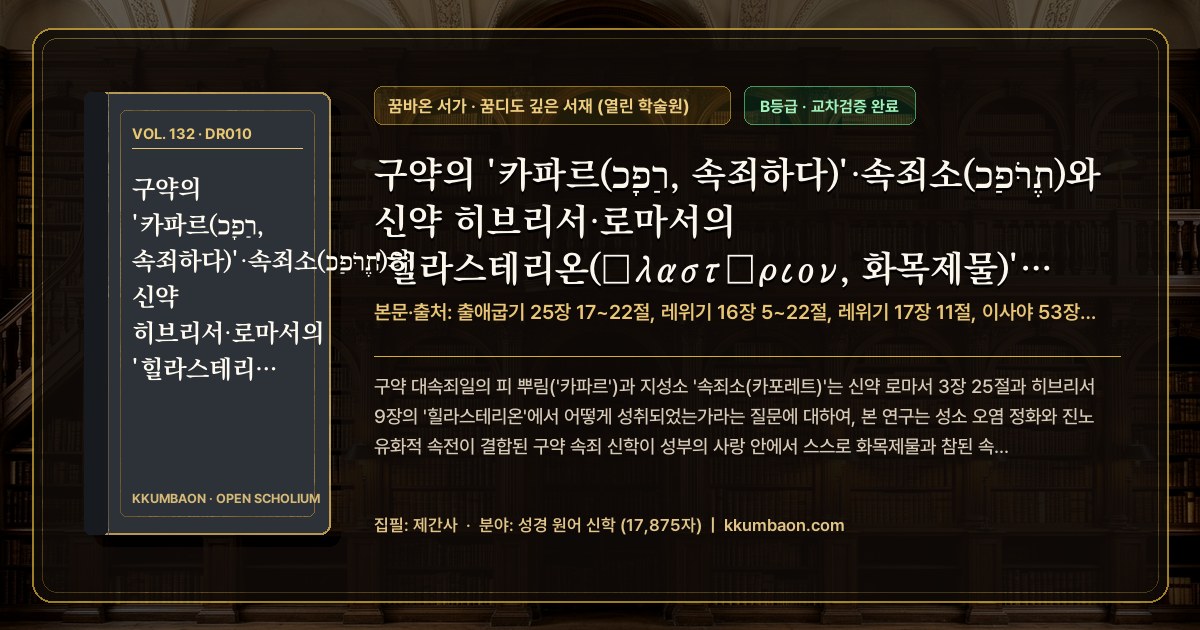 꿈바온 서가 · 꿈디도 깊은 서재 (열린 학술원)
B등급 · 교차검증 완료
VOL. 132 · DR010
구약의
'카파르(רַפָּכ,
속죄하다)'·속죄소(תֶרֹפַּכ)와
신약
히브리서·로마서의
'힐라스테리…
KKUMBAON · OPEN SCHOLIUM
구약의 '카파르(רַפָּכ, 속죄하다)'·속죄소(תֶרֹפַּכ)와
신약 히브리서·로마서의
'힐라스테리온(□λαστ□ριον, 화목제물)'…
본문·출처: 출애굽기 25장 17~22절, 레위기 16장 5~22절, 레위기 17장 11절, 이사야 53장...
구약 대속죄일의 피 뿌림('카파르')과 지성소 '속죄소(카포레트)'는 신약 로마서 3장 25절과 히브리서
9장의 '힐라스테리온'에서 어떻게 성취되었는가라는 질문에 대하여, 본 연구는 성소 오염 정화와 진노
유화적 속전이 결합된 구약 속죄 신학이 성부의 사랑 안에서 스스로 화목제물과 참된 속...
집필: 제간사 · 분야: 성경 원어 신학 (17,875자) | kkumbaon.com